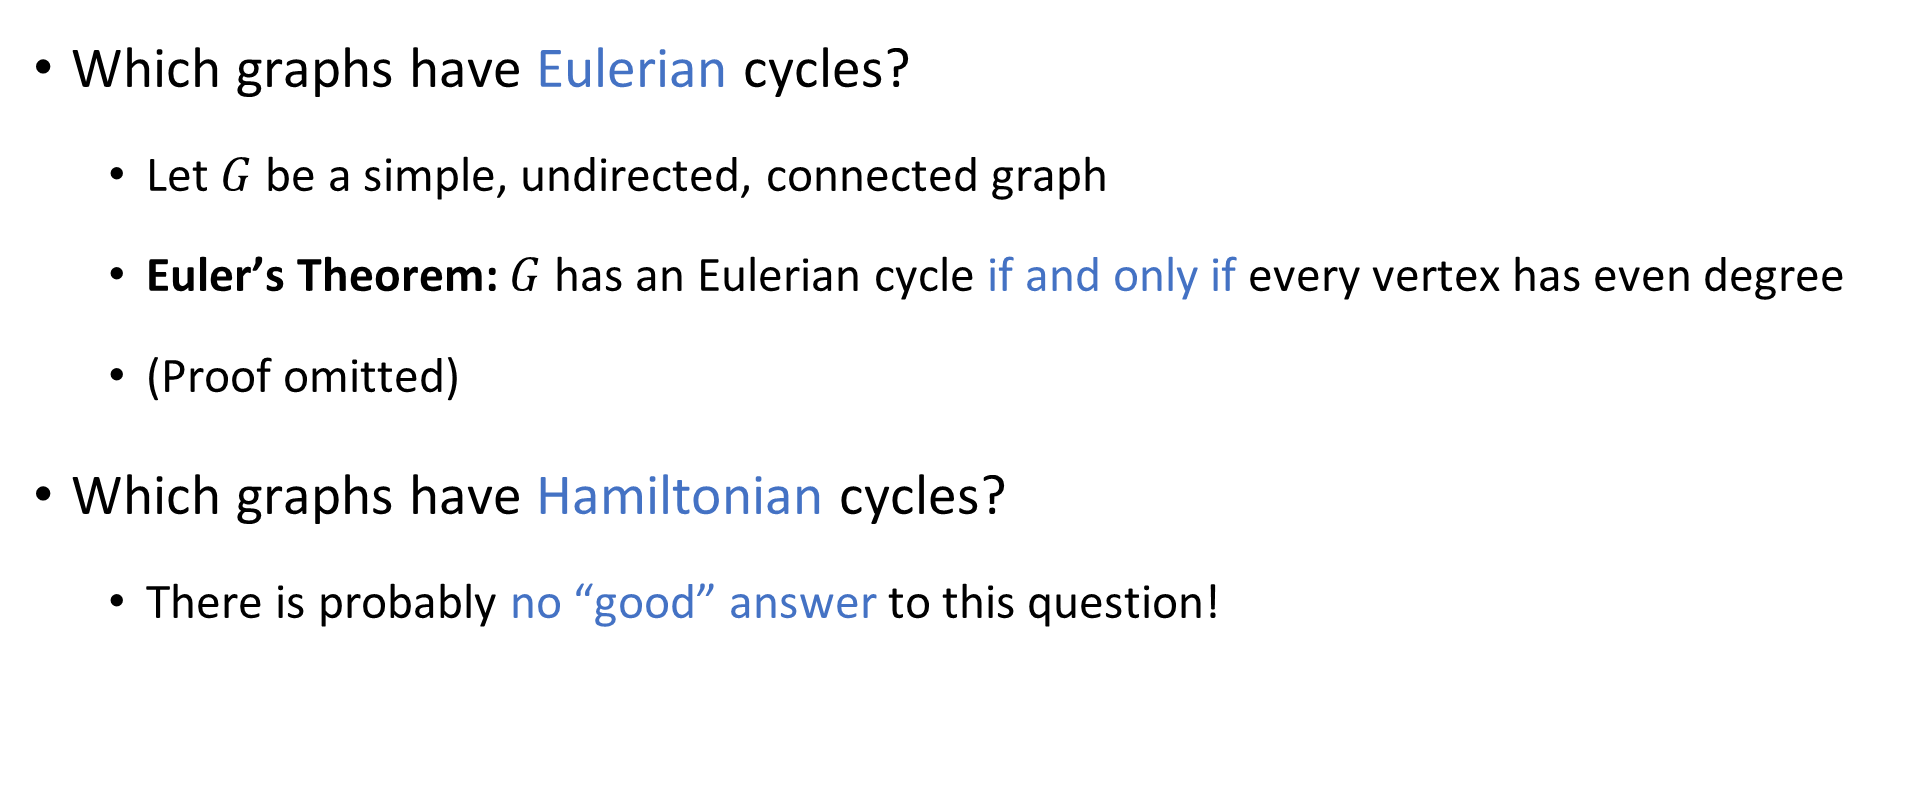 • Which graphs have Eulerian cycles?
• Let 𝐺 be a simple, undirected, connected graph
• Euler’s Theorem: 𝐺 has an Eulerian cycle if and only if every vertex has even degree
• (Proof omitted)
• Which graphs have Hamiltonian cycles?
• There is probably no “good” answer to this question!